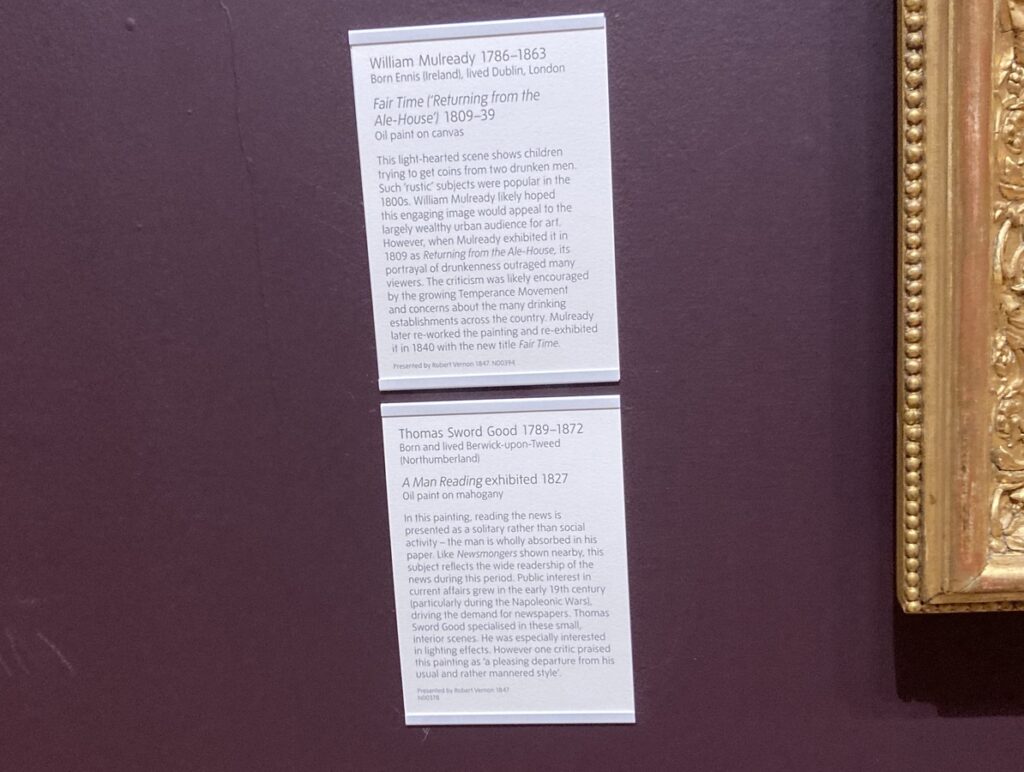 William Mulready 1786–1863
Born Ennis (Ireland), lived Dublin, London
Fair Time ('Returning from the
Ale-House') 1809–39
Oil paint on canvas
This light-hearted scene shows children
trying to get coins from two drunken men.
Such 'rustic' subjects were popular in the
1800s. William Mulready likely hoped
this engaging image would appeal to the
largely wealthy urban audience for art.
However, when Mulready exhibited it in
1809 as Returning from the Ale-House, its
portrayal of drunkenness outraged many
viewers. The criticism was likely encouraged
by the growing Temperance Movement
and concerns about the many drinking
establishments across the country. Mulready
later re-worked the painting and re-exhibited
it in 1840 with the new title Fair Time.
Presented by Robert Vernon 1847 N00394
Thomas Sword Good 1789–1872
Born and lived Berwick-upon-Tweed
(Northumberland)
A Man Reading exhibited 1827
Oil paint on mahogany
In this painting, reading the news is
presented as a solitary rather than social
activity – the man is wholly absorbed in his
paper. Like Newsmongers shown nearby, this
subject reflects the wide readership of the
news during this period. Public interest in
current affairs grew in the early 19th century
(particularly during the Napoleonic Wars),
driving the demand for newspapers. Thomas
Sword Good specialised in these small,
interior scenes. He was especially interested
in lighting effects. However one critic praised
this painting as 'a pleasing departure from his
usual and rather mannered style'.
Presented by Robert Vernon 1847
N00378